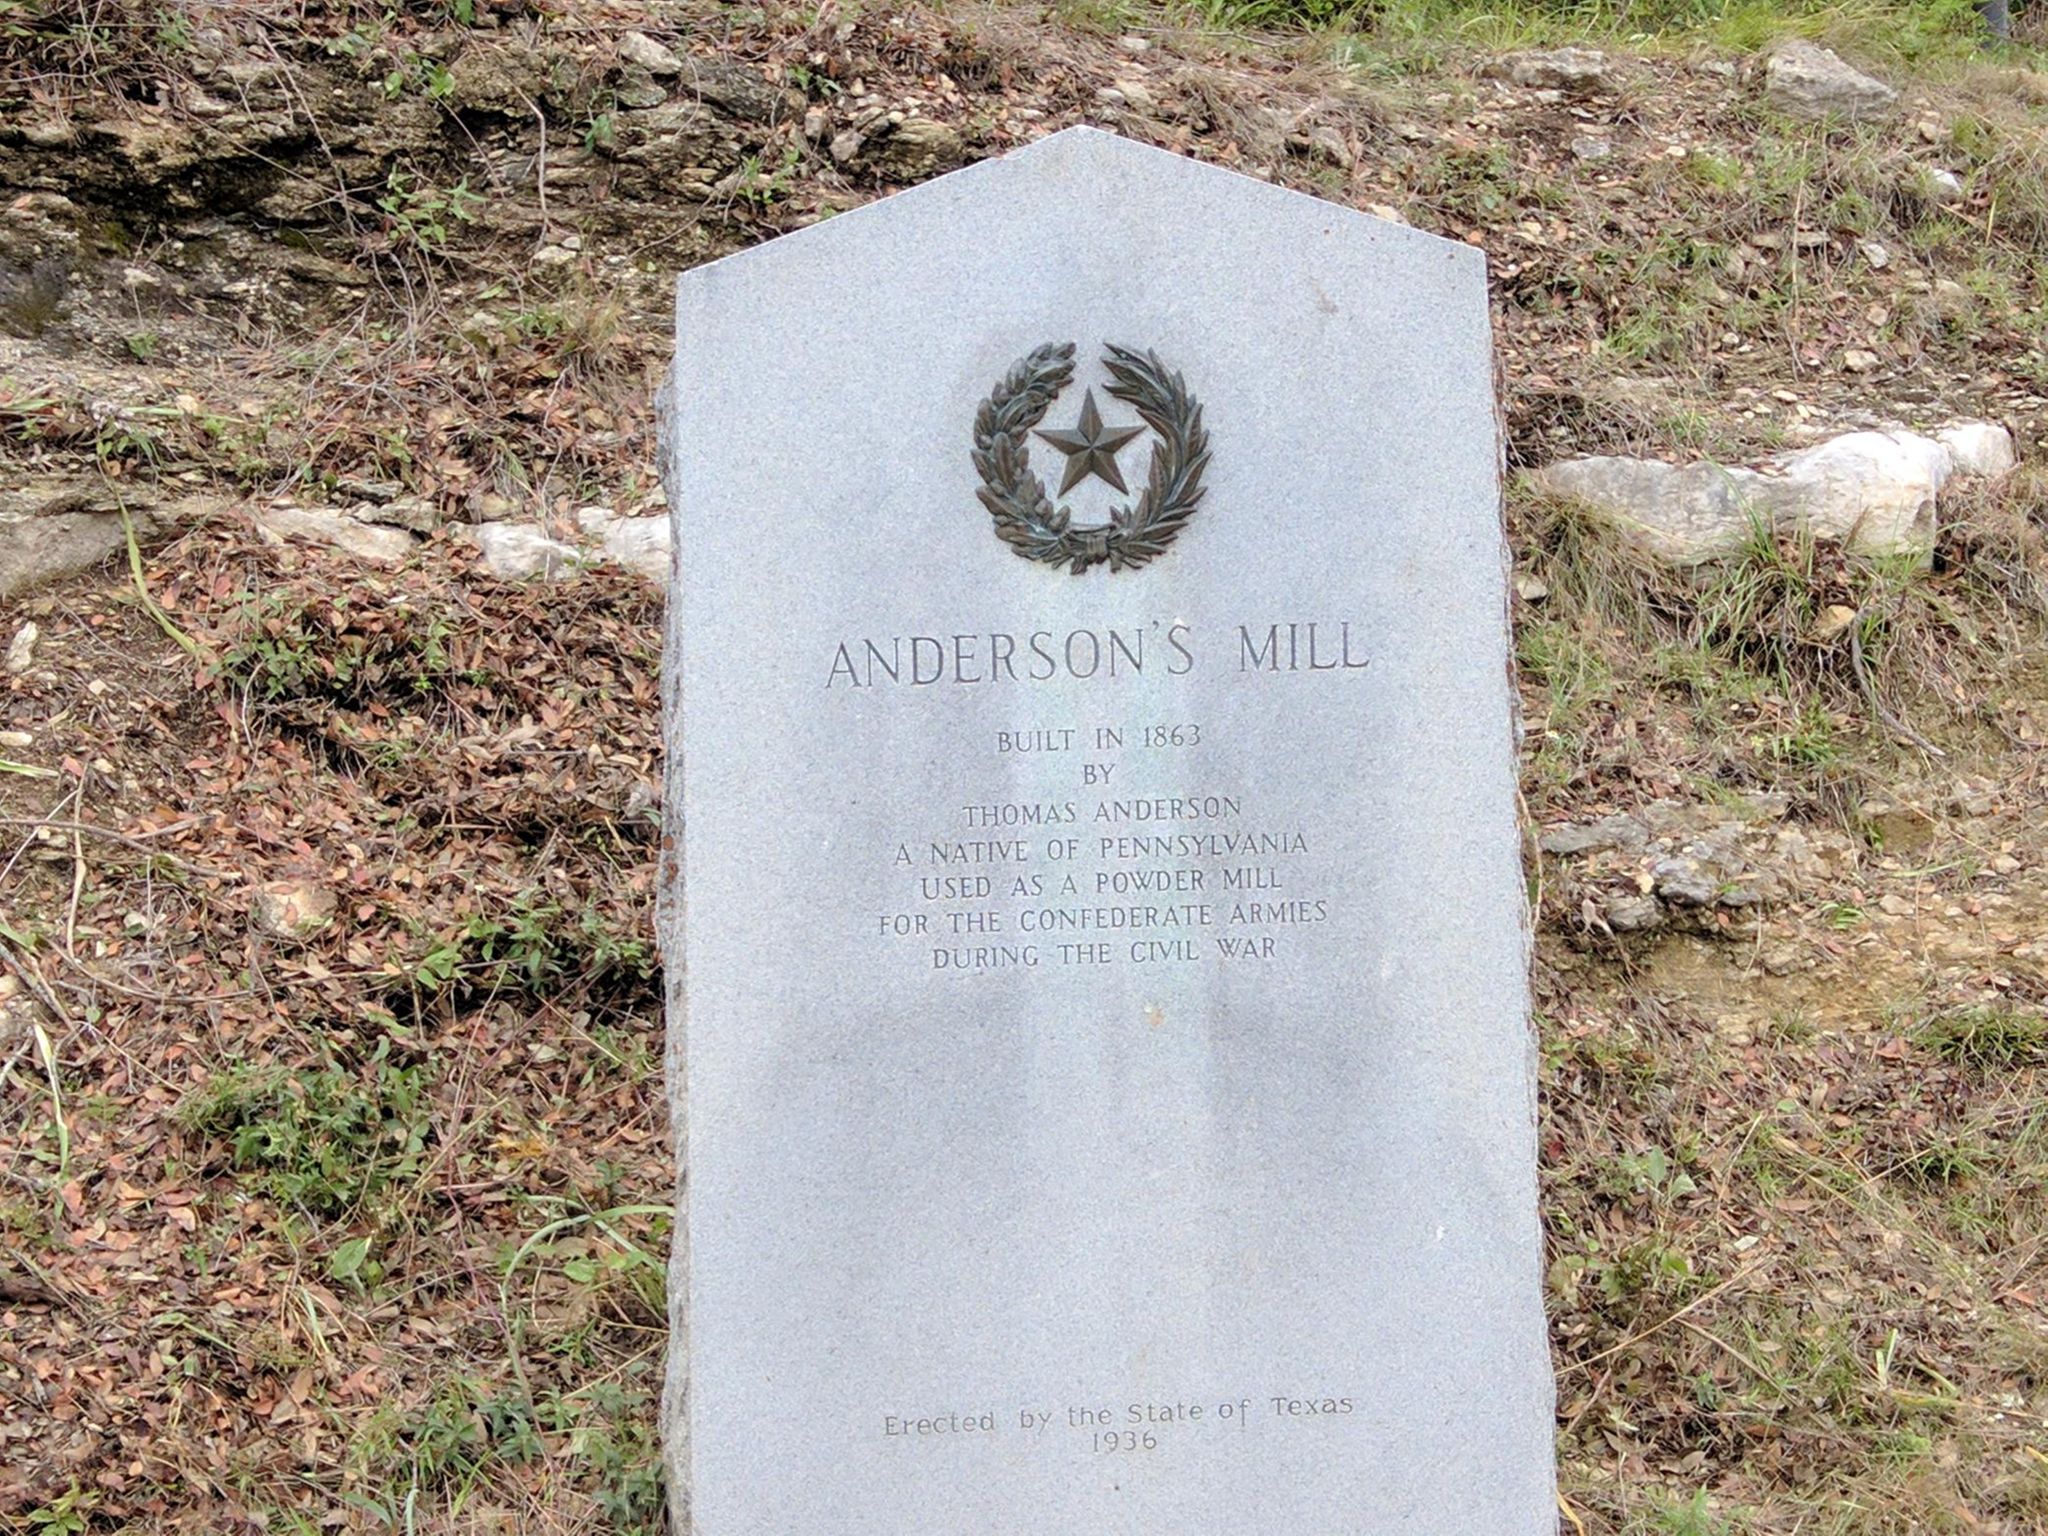 ANDERSON'S MILL
BUILT IN 1863
BY
THOMAS ANDERSON
A NATIVE OF PENNSYLVANIA
USED AS A POWDER MILL
FOR THE CONFEDERATE ARMIES
DURING THE CIVIL WAR
Erected by the State of Texas
1936